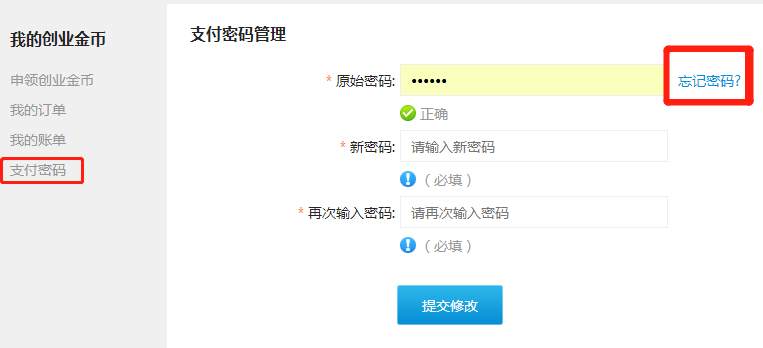 我的创业金币
申领创业金币
我的订单
我的账单
支付密码
支付密码管理
* 原始密码: •••••• 忘记密码?
正确
* 新密码: 请输入新密码
（必填）
* 再次输入密码: 请再次输入密码
（必填）
提交修改